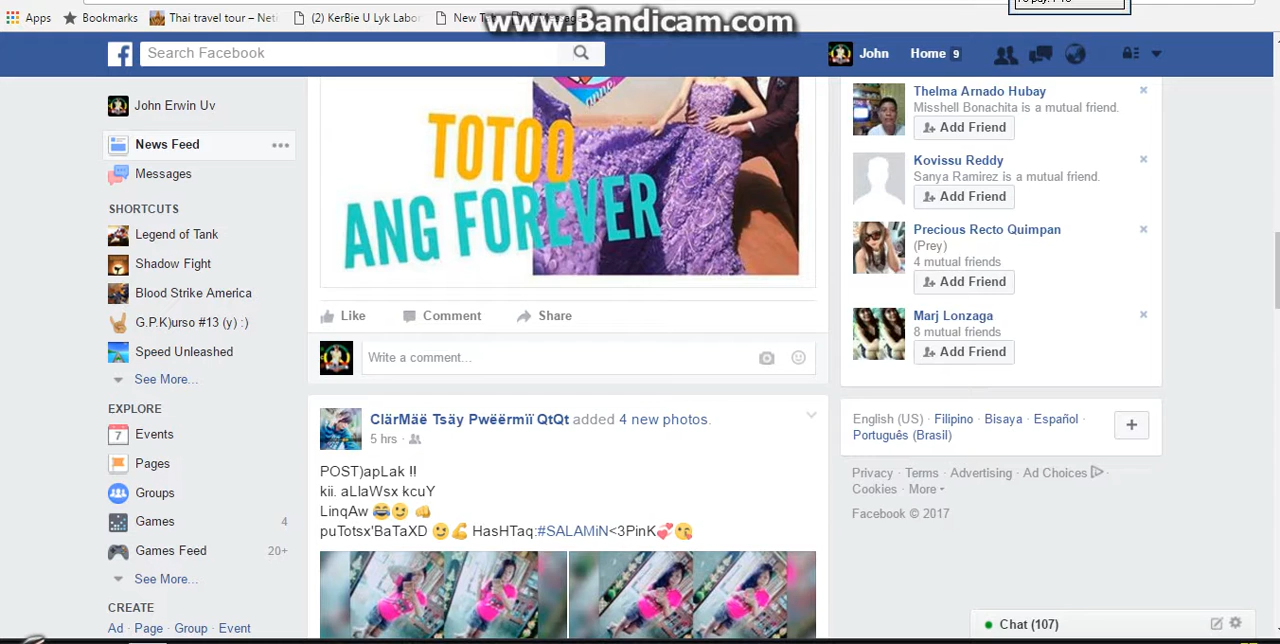 Apps
Bookmarks
Thai travel tour – Neti
(2) KerBie U Lyk Labor
New Ta
www.Bandicam.com
Search Facebook
John
Home 9
John Erwin Uy
News Feed
Messages
SHORTCUTS
Legend of Tank
Shadow Fight
Blood Strike America
G.P.K)urso #13 (y) :)
Speed Unleashed
See More...
EXPLORE
7 Events
Pages
Groups
Games 4
Games Feed 20+
See More...
CREATE
Ad · Page · Group · Event
anne
TOTOO
ANG FOREVER
Like
Comment
Share
Write a comment...
ClärMäë Tsäy Pwëërmïï QtQt added 4 new photos.
5 hrs ·
POST)apLak !!
kii. aLlaWsx kcuY
LinqAw 😂😉 👊
puTotsx'BaTaXD 😉💪 HasHTaq:#SALAMiN<3PinK💞😘
Thelma Arnado Hubay
Misshell Bonachita is a mutual friend.
Add Friend
Kovissu Reddy
Sanya Ramirez is a mutual friend.
Add Friend
Precious Recto Quimpan
(Prey)
4 mutual friends
Add Friend
Marj Lonzaga
8 mutual friends
Add Friend
English (US) · Filipino · Bisaya · Español ·
Português (Brasil)
+
Privacy · Terms · Advertising · Ad Choices ·
Cookies · More
Facebook © 2017
Chat (107)